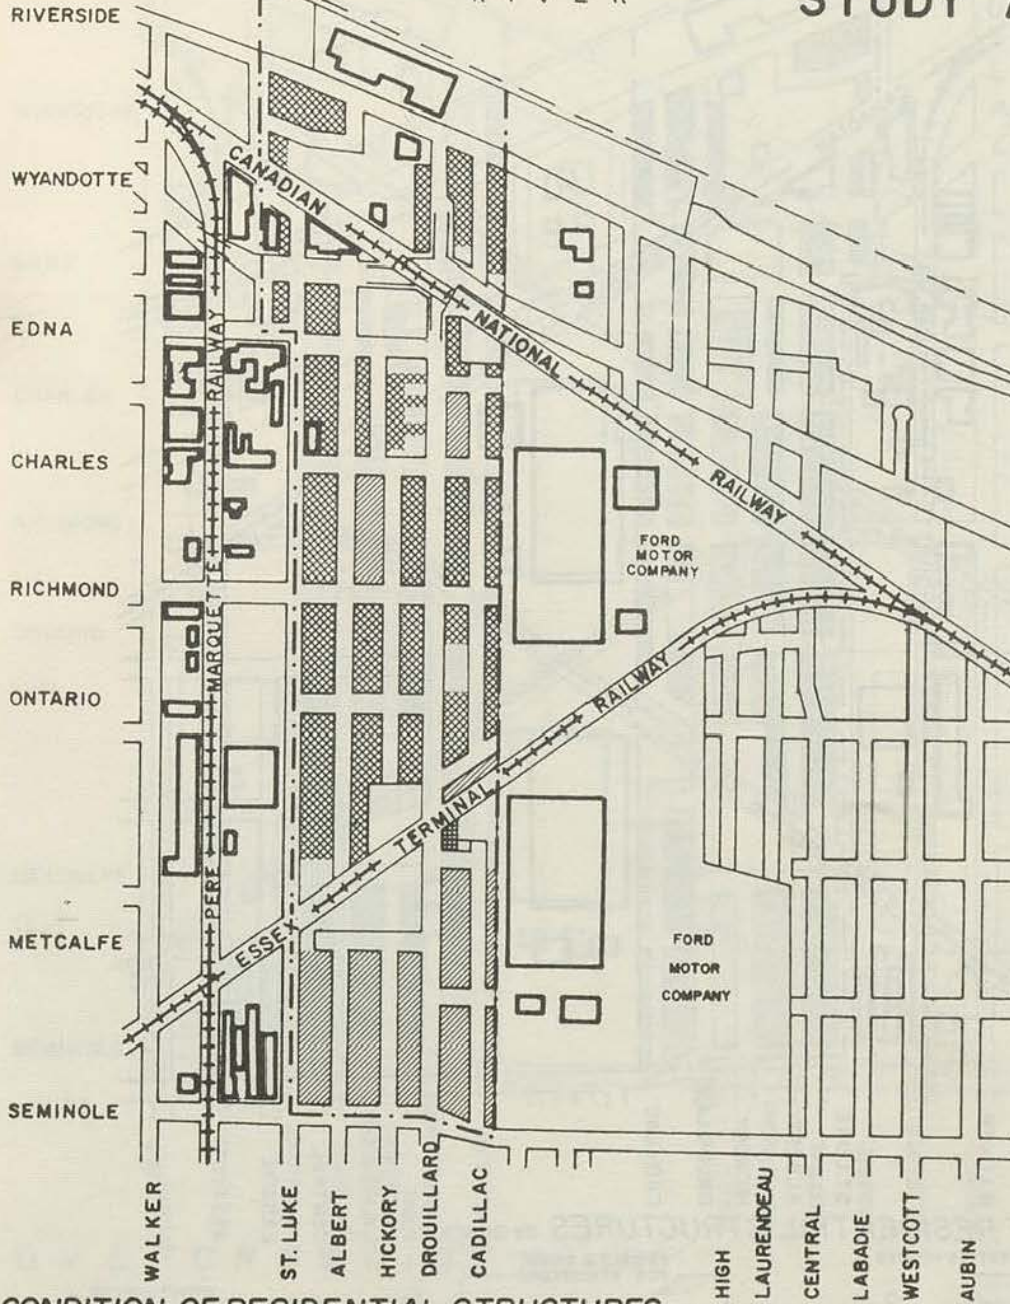 RIVER
STUDY A
RIVERSIDE
WYANDOTTE
EDNA
CHARLES
RICHMOND
ONTARIO
METCALFE
SEMINOLE
CANADIAN
NATIONAL
RAILWAY
PERE
MARQUETTE
RAILWAY
ESSEX
TERMINAL
RAILWAY
FORD
MOTOR
COMPANY
FORD
MOTOR
COMPANY
WALKER
ST. LUKE
ALBERT
HICKORY
DROUILLARD
CADILLAC
HIGH
LAURENDEAU
CENTRAL
LABADIE
WESTCOTT
AUBIN
CONDITION OF RESIDENTIAL STRUCTURES